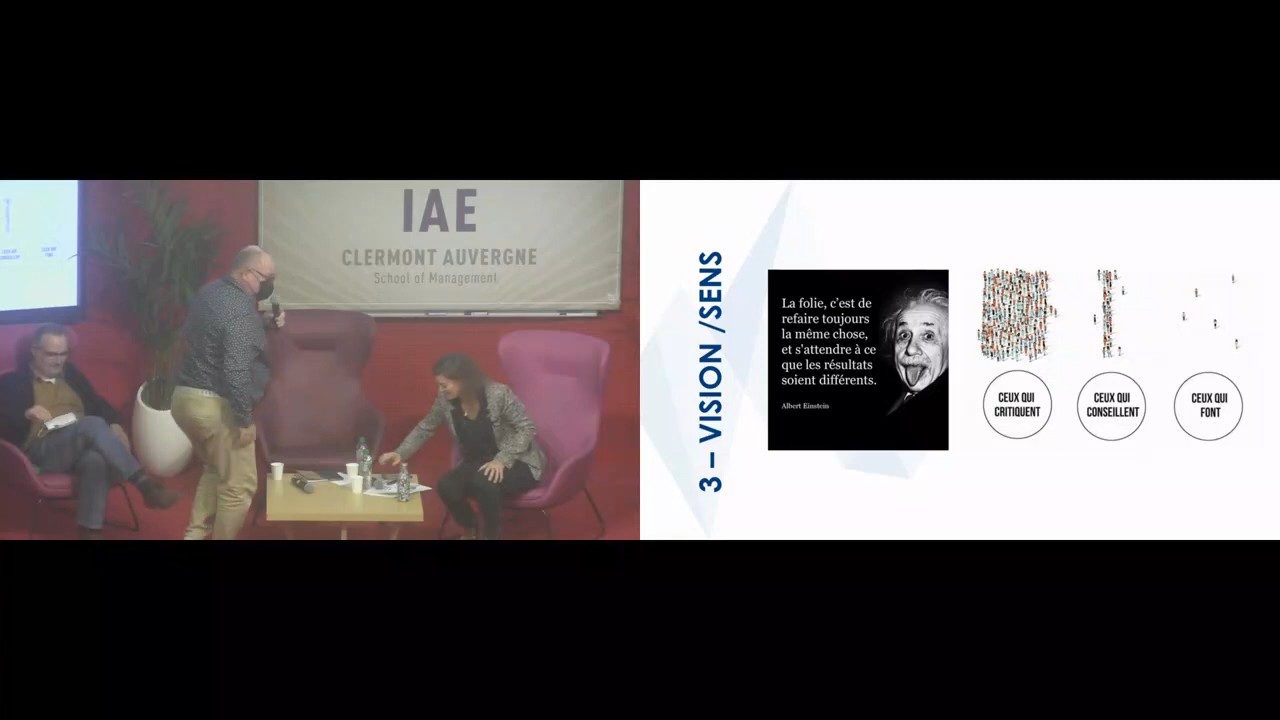 IAE
CLERMONT AUVERGNE
School of Management
3 – VISION /SENS
La folie, c'est de
refaire toujours
la même chose,
et s'attendre à ce
que les résultats
soient différents.
Albert Einstein
CEUX QUI
CRITIQUENT
CEUX QUI
CONSEILLENT
CEUX QUI
FONT